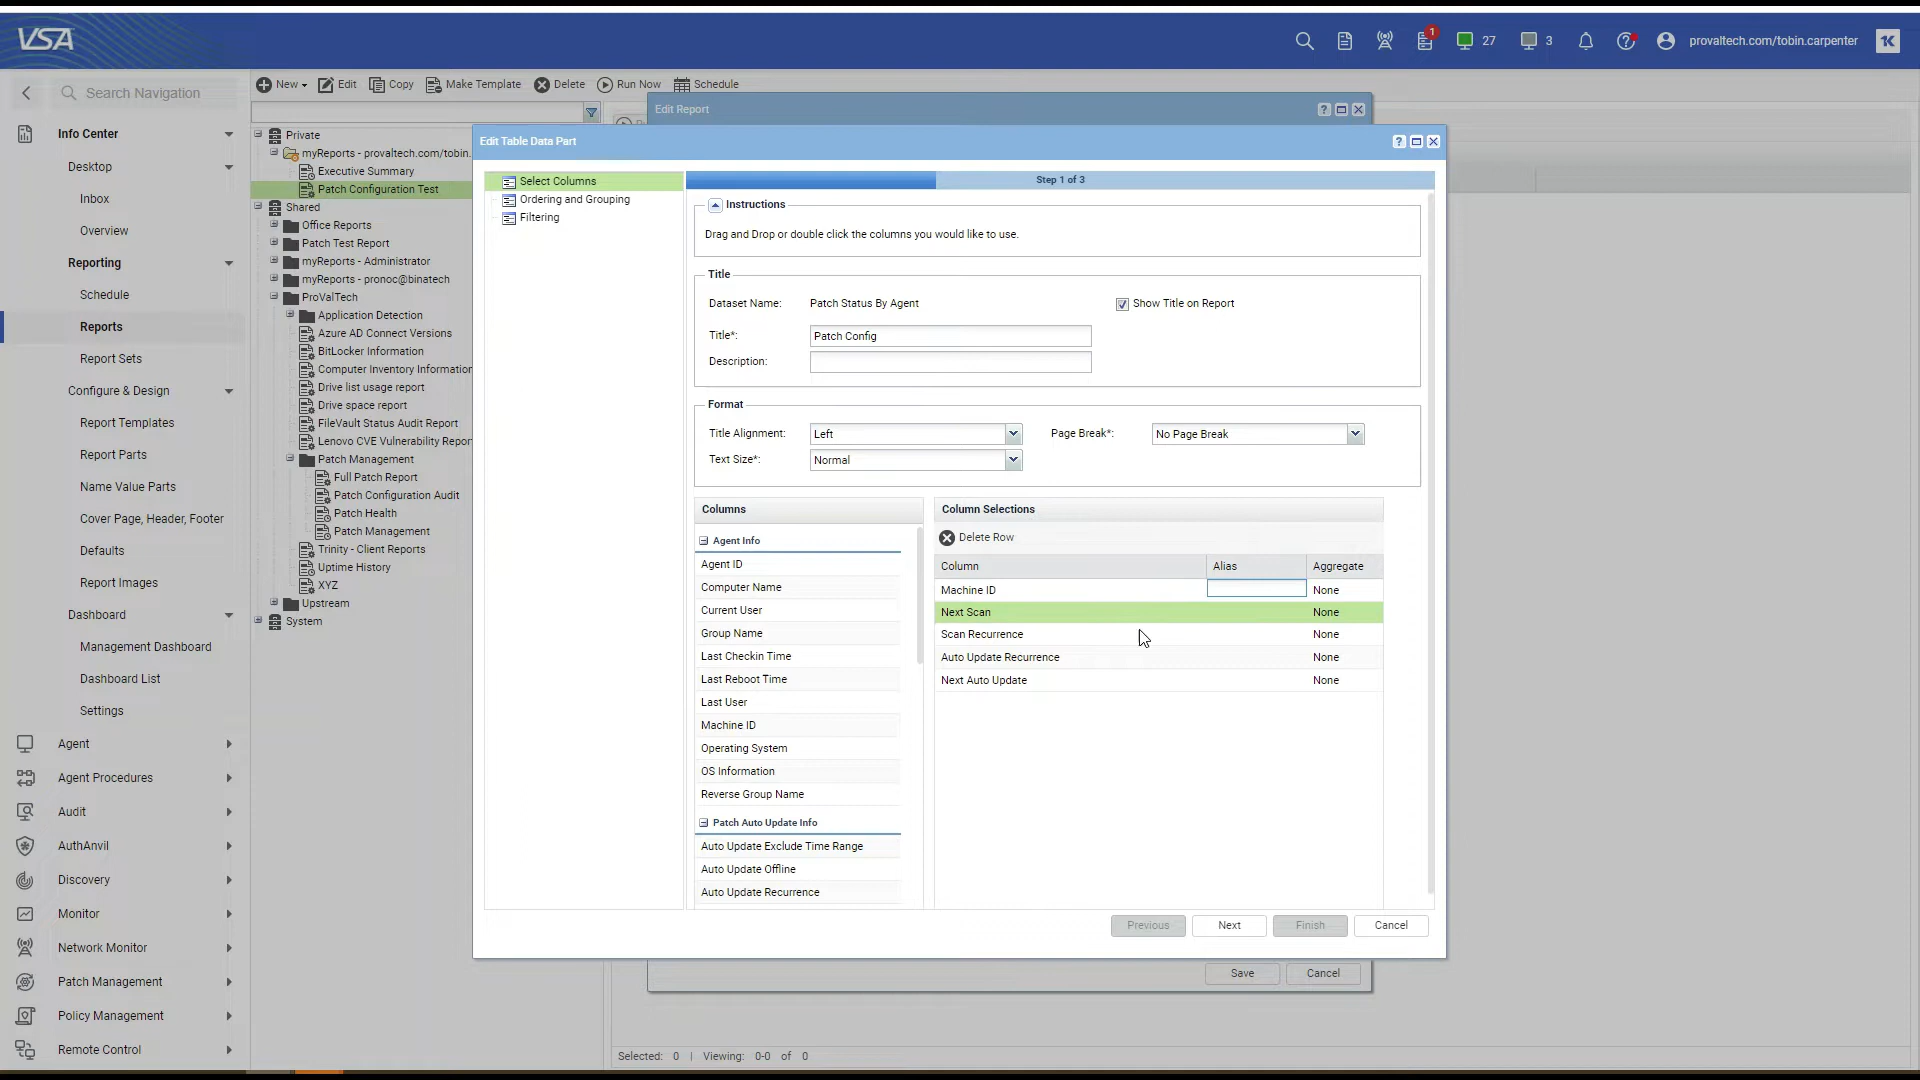 VSA
1
27
3
provaltech.com/tobin.carpenter
Search Navigation
Info Center
Desktop
Inbox
Overview
Reporting
Schedule
Reports
Report Sets
Configure & Design
Report Templates
Report Parts
Name Value Parts
Cover Page, Header, Footer
Defaults
Report Images
Dashboard
Management Dashboard
Dashboard List
Settings
Agent
Agent Procedures
Audit
AuthAnvil
Discovery
Monitor
Network Monitor
Patch Management
Policy Management
Remote Control
New
Edit
Copy
Make Template
Delete
Run Now
Schedule
Private
myReports - provaltech.com/tobin.
Executive Summary
Patch Configuration Test
Shared
Office Reports
Patch Test Report
myReports - Administrator
myReports - pronoc@binatech
ProValTech
Application Detection
Azure AD Connect Versions
BitLocker Information
Computer Inventory Information
Drive list usage report
Drive space report
FileVault Status Audit Report
Lenovo CVE Vulnerability Repor
Patch Management
Full Patch Report
Patch Configuration Audit
Patch Health
Patch Management
Trinity - Client Reports
Uptime History
XYZ
Upstream
System
Edit Report
Edit Table Data Part
Select Columns
Ordering and Grouping
Filtering
Step 1 of 3
Instructions
Drag and Drop or double click the columns you would like to use.
Title
Dataset Name: Patch Status By Agent
Show Title on Report
Title*: Patch Config
Description:
Format
Title Alignment: Left
Page Break*: No Page Break
Text Size*: Normal
Columns
Agent Info
Agent ID
Computer Name
Current User
Group Name
Last Checkin Time
Last Reboot Time
Last User
Machine ID
Operating System
OS Information
Reverse Group Name
Patch Auto Update Info
Auto Update Exclude Time Range
Auto Update Offline
Auto Update Recurrence
Column Selections
Delete Row
Column Alias Aggregate
Machine ID None
Next Scan None
Scan Recurrence None
Auto Update Recurrence None
Next Auto Update None
Previous
Next
Finish
Cancel
Save
Cancel
Selected: 0 | Viewing: 0-0 of 0